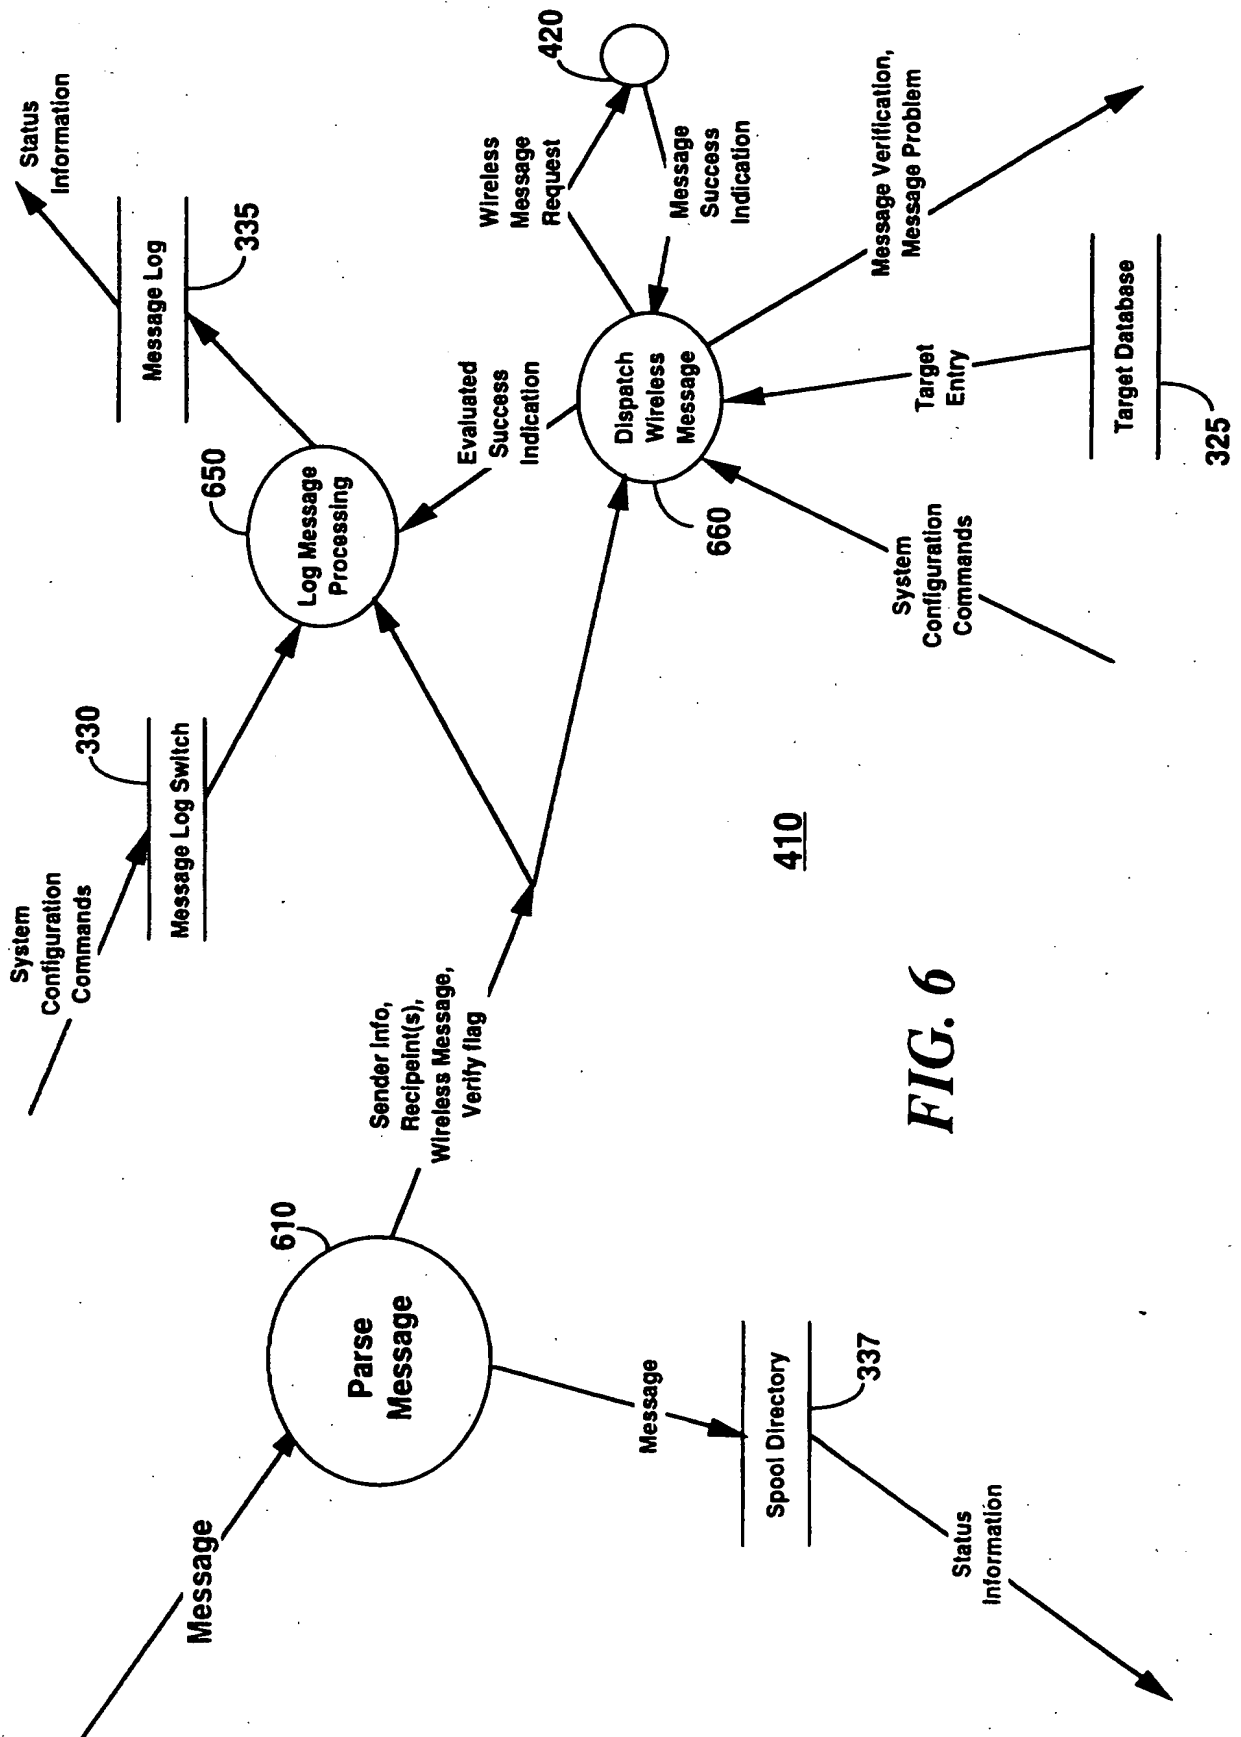 Message
Parse
Message
610
Message
Spool Directory
337
Status
Information
Sender Info,
Recipeint(s),
Wireless Message,
Verify flag
System
Configuration
Commands
Message Log Switch
330
Log Message
Processing
650
Message Log
335
Status
Information
Evaluated
Success
Indication
Dispatch
Wireless
Message
660
Wireless
Message
Request
420
Message
Success
Indication
Message Verification,
Message Problem
Target
Entry
Target Database
325
System
Configuration
Commands
410
FIG. 6